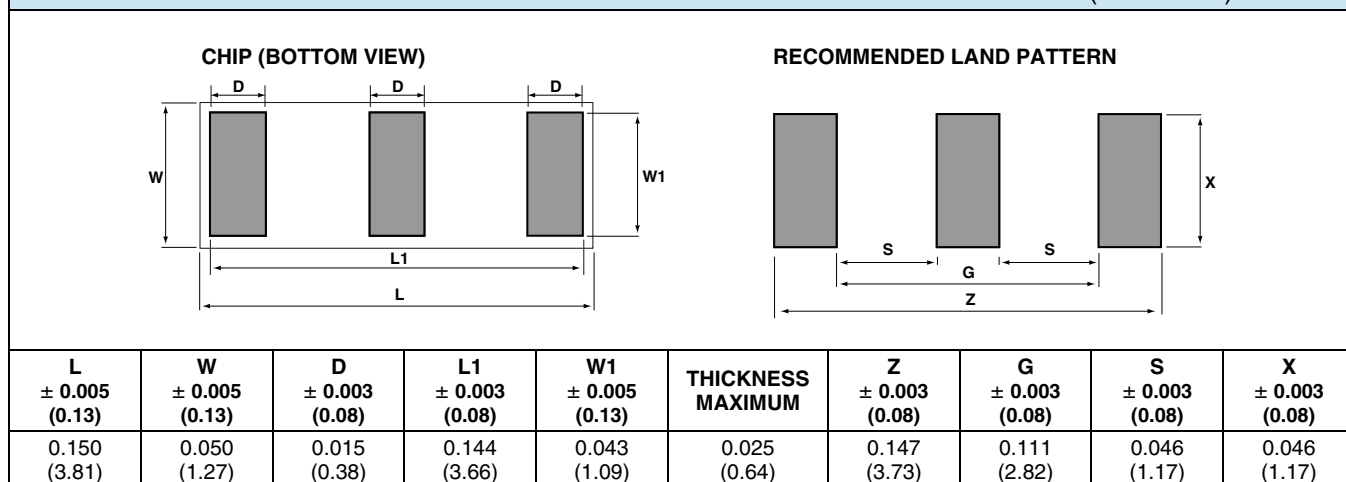 CHIP (BOTTOM VIEW)
RECOMMENDED LAND PATTERN
D D D
W
W1
L1
L
X
S S
G
Z
L W D L1 W1 THICKNESS MAXIMUM Z G S X
± 0.005 ± 0.005 ± 0.003 ± 0.003 ± 0.005 ± 0.003 ± 0.003 ± 0.003 ± 0.003
(0.13) (0.13) (0.08) (0.08) (0.13) (0.08) (0.08) (0.08) (0.08)
0.150 0.050 0.015 0.144 0.043 0.025 0.147 0.111 0.046 0.046
(3.81) (1.27) (0.38) (3.66) (1.09) (0.64) (3.73) (2.82) (1.17) (1.17)